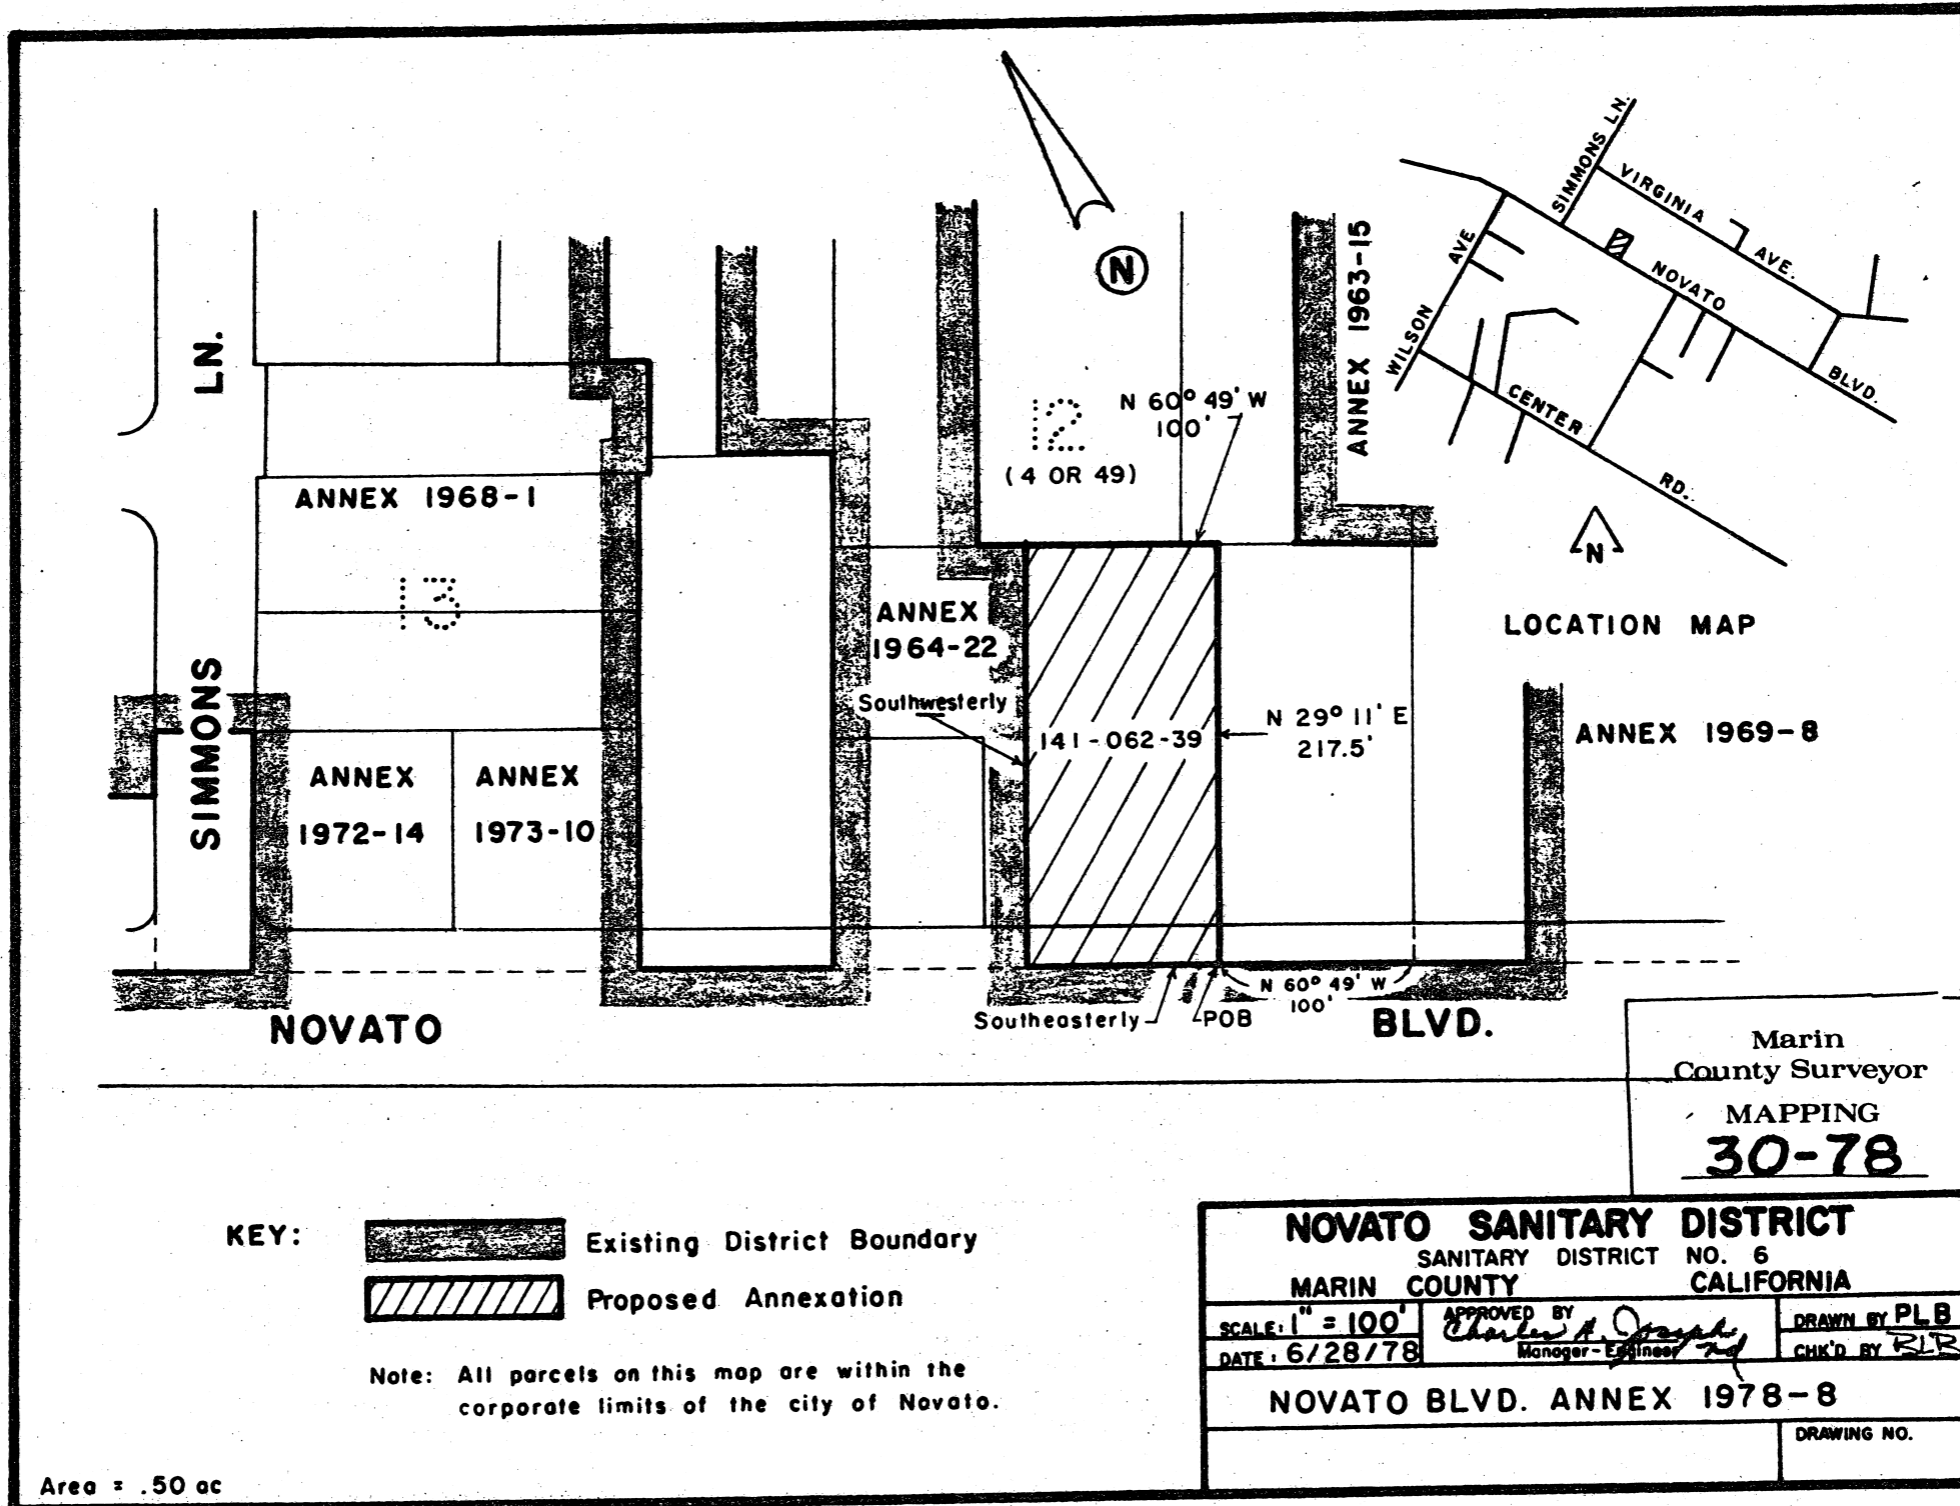 SIMMONS LN.
VIRGINIA AVE.
WILSON AVE
NOVATO BLVD.
CENTER RD.
N
LOCATION MAP
N
ANNEX 1963-15
12
(4 OR 49)
N 60° 49' W
100'
SIMMONS LN.
ANNEX 1968-1
13
ANNEX
1964-22
Southwesterly
141-062-39
N 29° 11' E
217.5'
ANNEX 1969-8
ANNEX
1972-14
ANNEX
1973-10
N 60° 49' W
100'
Southeasterly
POB
NOVATO BLVD.
Marin
County Surveyor
MAPPING
30-78
KEY:
Existing District Boundary
Proposed Annexation
Note: All parcels on this map are within the
corporate limits of the city of Novato.
Area = .50 ac
NOVATO SANITARY DISTRICT
SANITARY DISTRICT NO. 6
MARIN COUNTY CALIFORNIA
SCALE: 1" = 100'
DATE: 6/28/78
APPROVED BY
Charles A. Joseph
Manager-Engineer
DRAWN BY PLB
CHK'D BY RLB
NOVATO BLVD. ANNEX 1978-8
DRAWING NO.